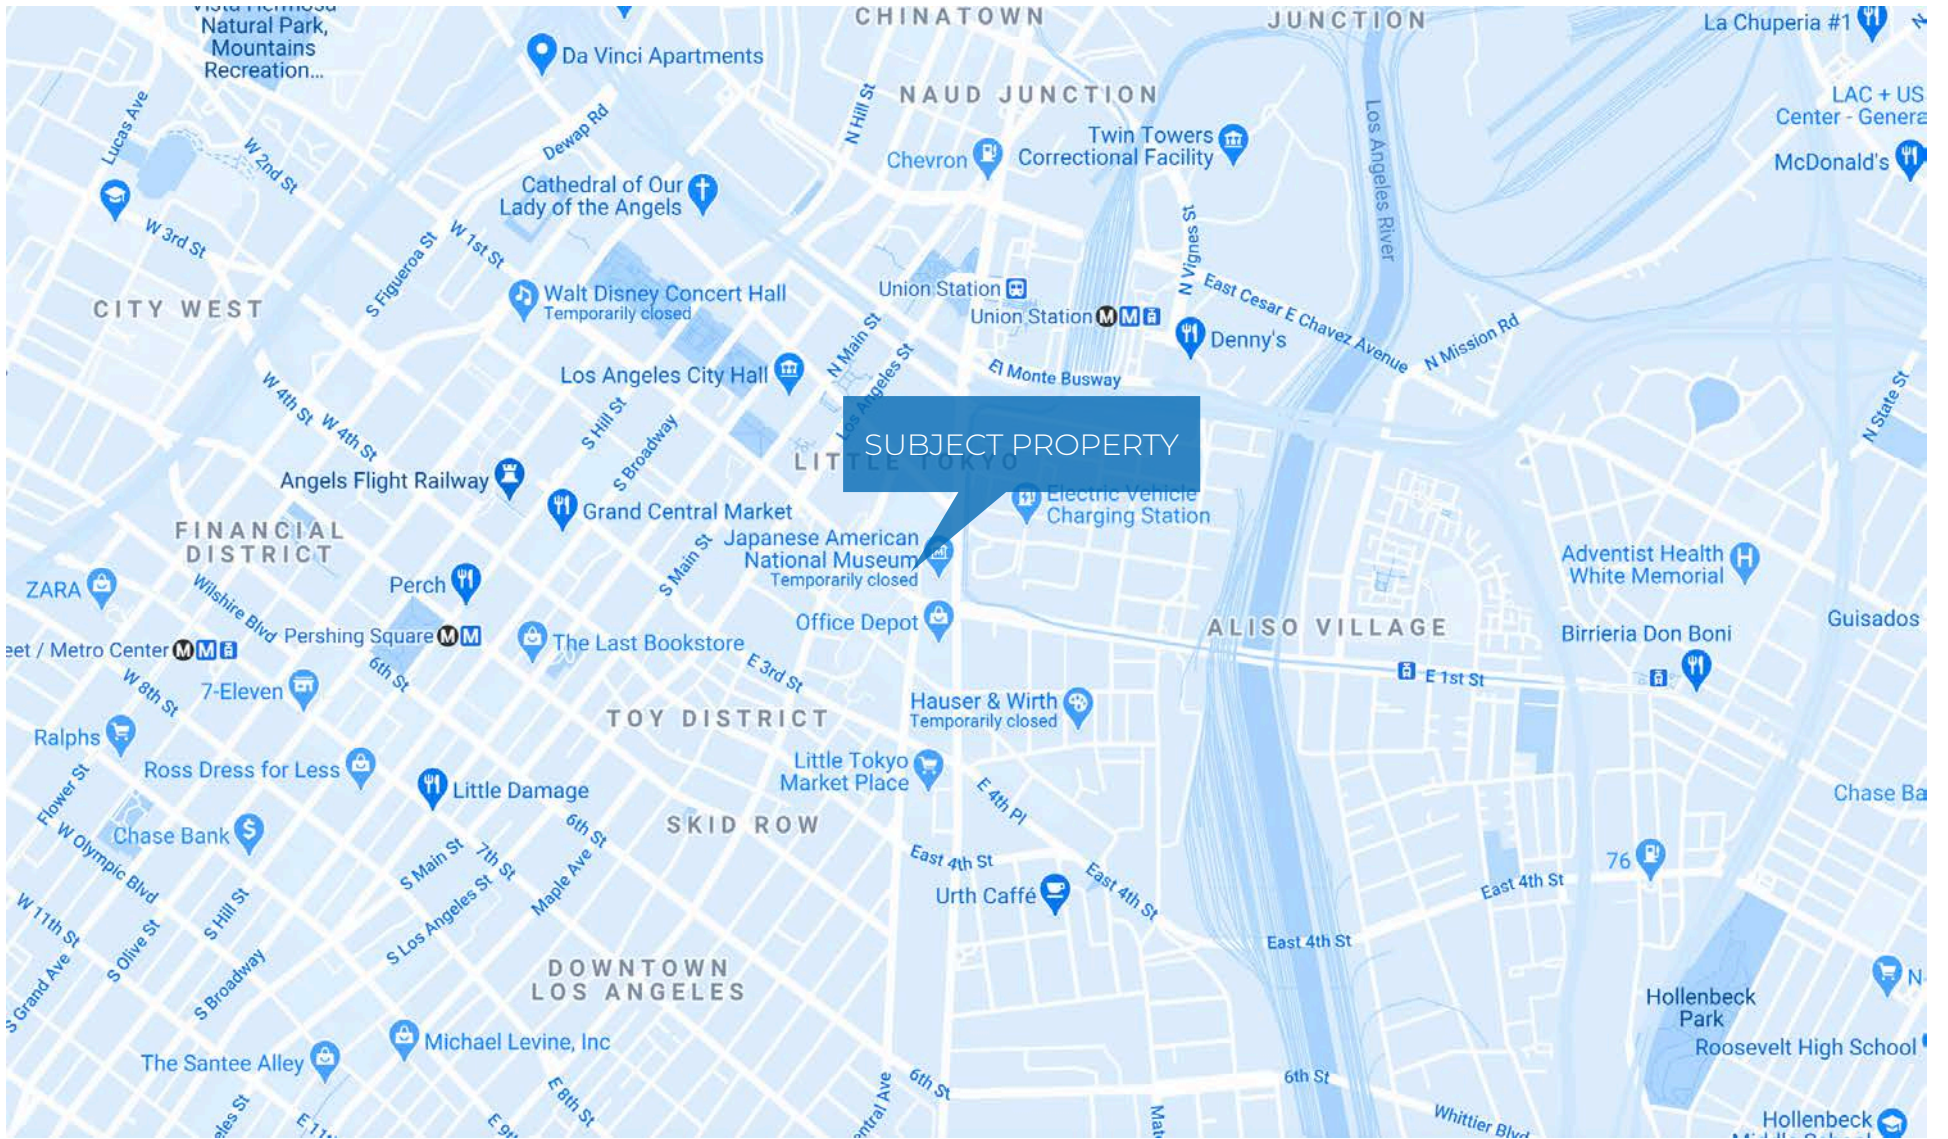 Vista Hermosa
Natural Park,
Mountains
Recreation...
CHINATOWN
JUNCTION
La Chuperia #1
Da Vinci Apartments
Lucas Ave
W 2nd St
Dewap Rd
N Hill St
NAUD JUNCTION
Chevron
Twin Towers
Correctional Facility
Los Angeles River
LAC + US
Center - Genera
McDonald's
Cathedral of Our
Lady of the Angels
W 3rd St
S Figueroa St
W 1st St
N Vignes St
CITY WEST
Walt Disney Concert Hall
Temporarily closed
Union Station
Union Station M M
East Cesar E Chavez Avenue
Denny's
N Mission Rd
N Main St
Los Angeles St
El Monte Busway
Los Angeles City Hall
W 4th St
W 4th St
S Hill St
S Broadway
N State St
SUBJECT PROPERTY
LITTLE TOKYO
Angels Flight Railway
Grand Central Market
Electric Vehicle
Charging Station
FINANCIAL
DISTRICT
Japanese American
National Museum
Temporarily closed
S Main St
Adventist Health
White Memorial
ZARA
Wilshire Blvd
Perch
Office Depot
ALISO VILLAGE
Guisados
Birrieria Don Boni
eet / Metro Center M M
Pershing Square M M
The Last Bookstore
6th St
E 3rd St
E 1st St
W 8th St
7-Eleven
Hauser & Wirth
Temporarily closed
TOY DISTRICT
Ralphs
Ross Dress for Less
Little Tokyo
Market Place
E 4th Pl
Little Damage
Chase Ba
Flower St
Chase Bank
W Olympic Blvd
SKID ROW
6th St
7th St
S Main St
Maple Ave
East 4th St
East 4th St
Urth Caffé
76
East 4th St
W 11th St
S Hill St
S Olive St
S Los Angeles St
East 4th St
S Grand Ave
S Broadway
DOWNTOWN
LOS ANGELES
N
Hollenbeck
Park
Roosevelt High School
Michael Levine, Inc
The Santee Alley
E 8th St
6th St
6th St
Whittier Blvd
Hollenbeck